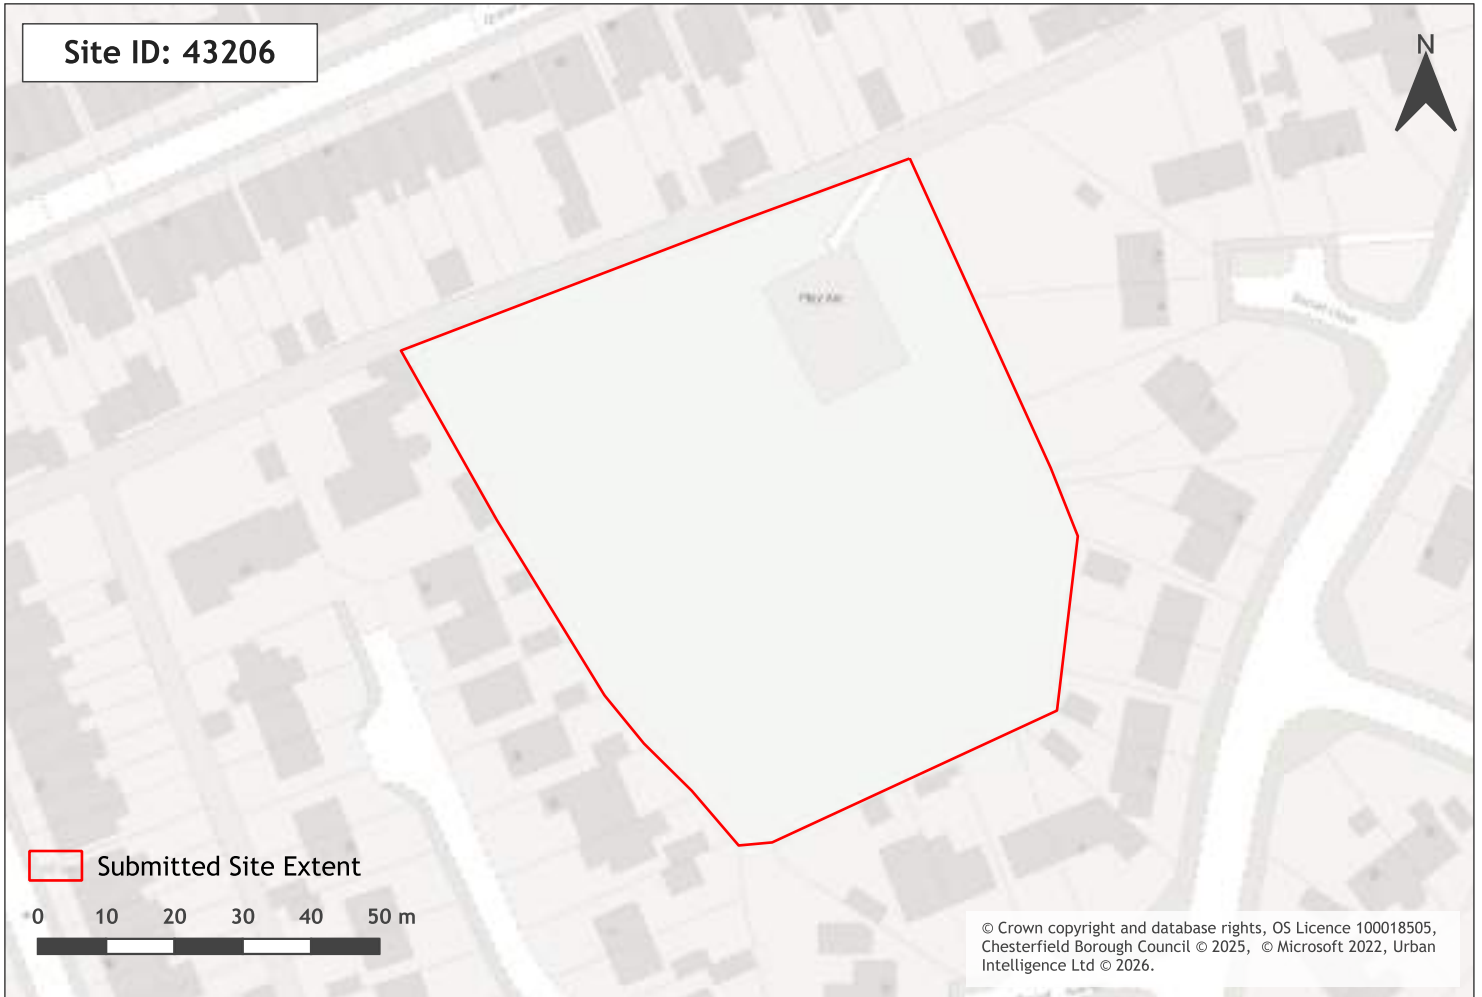 Site ID: 43206
N
Submitted Site Extent
0 10 20 30 40 50 m
© Crown copyright and database rights, OS Licence 100018505,
Chesterfield Borough Council © 2025, © Microsoft 2022, Urban
Intelligence Ltd © 2026.